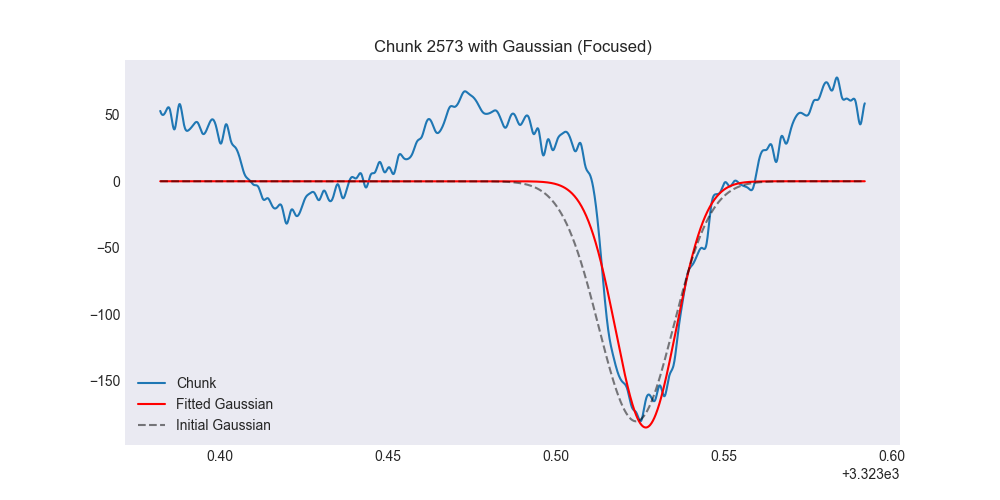 Chunk 2573 with Gaussian (Focused)
50
0
−50
−100
−150
Chunk
Fitted Gaussian
Initial Gaussian
0.40 0.45 0.50 0.55 0.60
+3.323e3